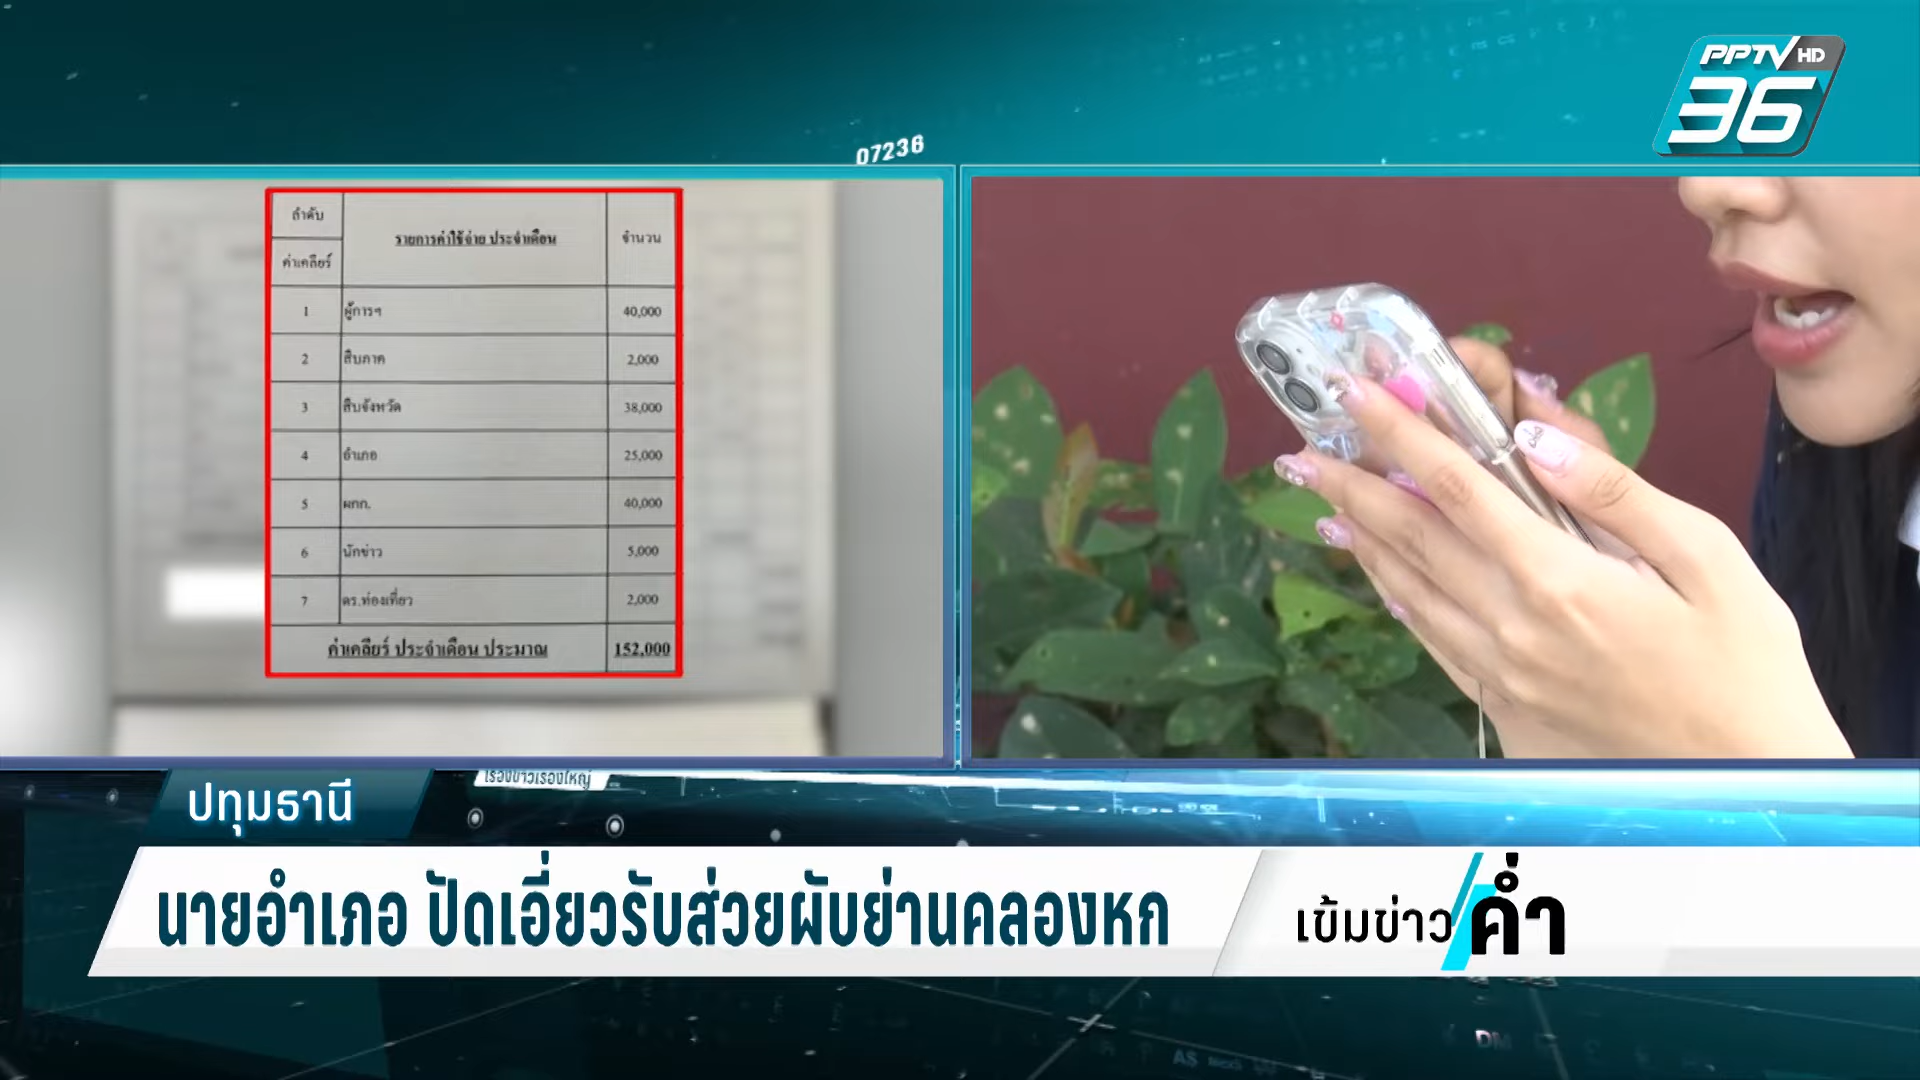 PPTV HD
36
07236
ลำดับ
รายการค่าใช้จ่าย ประจำเดือน
จำนวน
ค่าเคลียร์
1 ผู้การฯ 40,000
2 สืบภาค 2,000
3 สืบจังหวัด 38,000
4 อำเภอ 25,000
5 ผกก. 40,000
6 นักข่าว 5,000
7 ตร.ท่องเที่ยว 2,000
ค่าเคลียร์ ประจำเดือน ประมาณ 152,000
ปทุมธานี
นายอำเภอ ปัดเอี่ยวรับส่วยผับย่านคลองหก
เข้มข่าวค่ำ
DM
AS